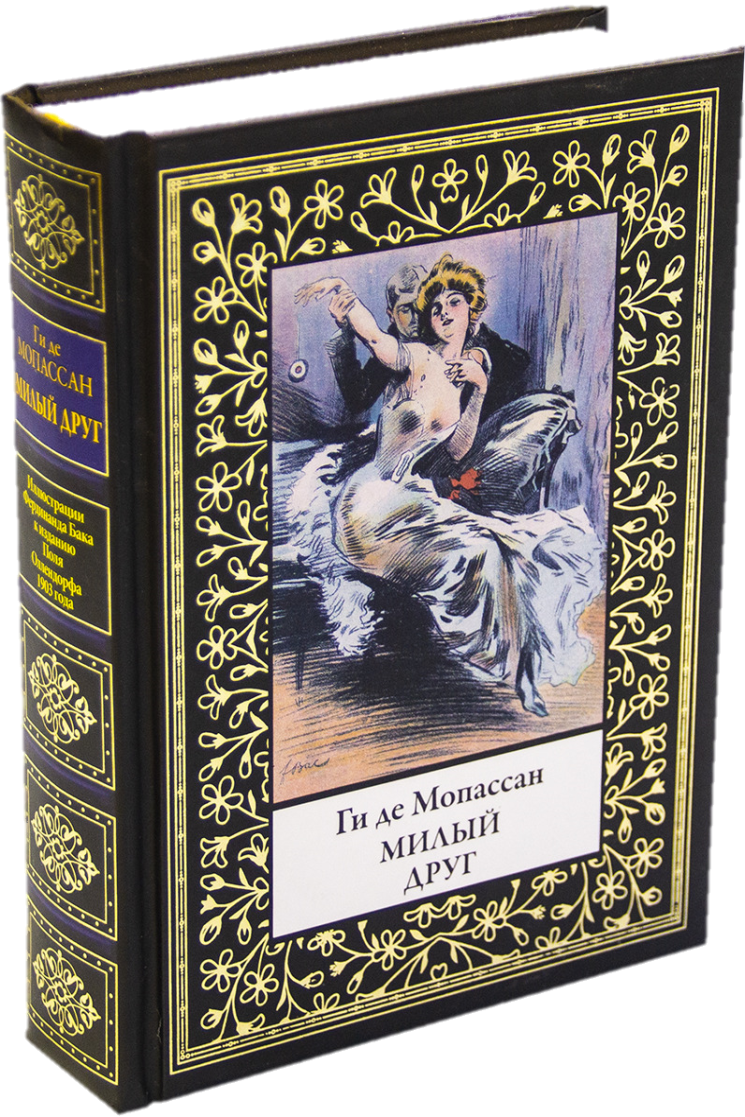 Ги де
МОПАССАН
МИЛЫЙ ДРУГ
Иллюстрации
Фердинанда Бака
к изданию
Поля
Оллендорфа
1903 года
Ги де Мопассан
МИЛЫЙ
ДРУГ